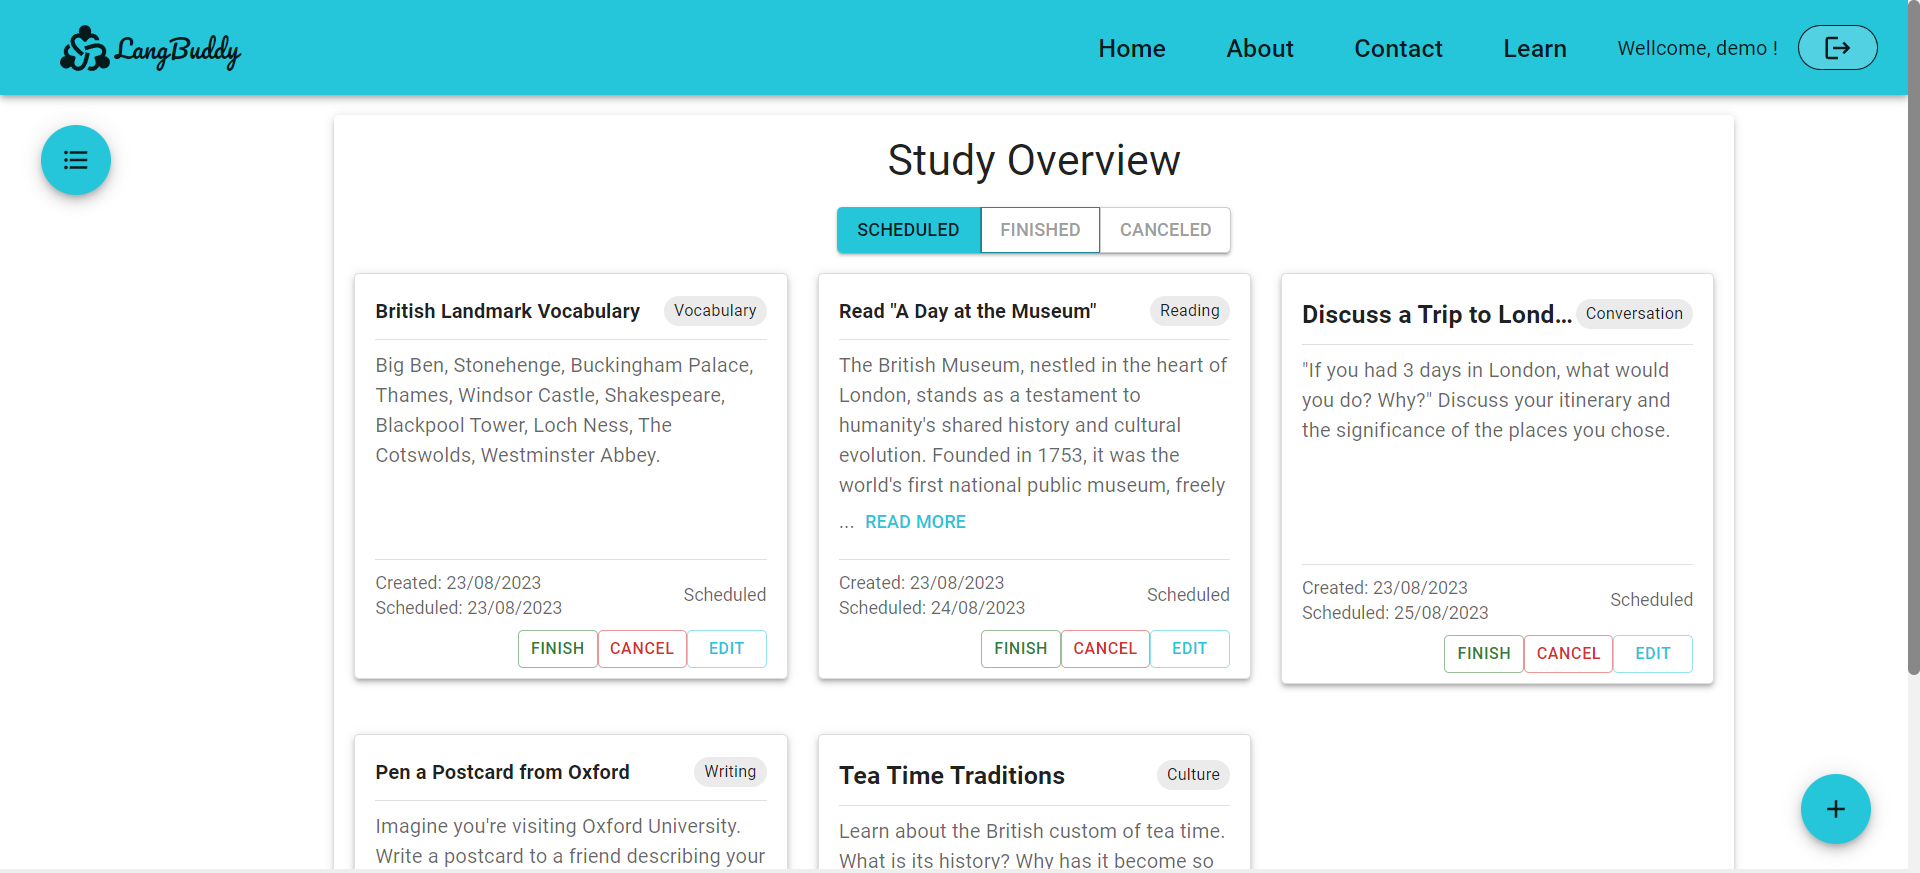 LangBuddy
Home
About
Contact
Learn
Wellcome, demo !
Study Overview
SCHEDULED
FINISHED
CANCELED
British Landmark Vocabulary
Vocabulary
Big Ben, Stonehenge, Buckingham Palace,
Thames, Windsor Castle, Shakespeare,
Blackpool Tower, Loch Ness, The
Cotswolds, Westminster Abbey.
Created: 23/08/2023
Scheduled: 23/08/2023
Scheduled
FINISH
CANCEL
EDIT
Read "A Day at the Museum"
Reading
The British Museum, nestled in the heart of
London, stands as a testament to
humanity's shared history and cultural
evolution. Founded in 1753, it was the
world's first national public museum, freely
... READ MORE
Created: 23/08/2023
Scheduled: 24/08/2023
Scheduled
FINISH
CANCEL
EDIT
Discuss a Trip to Lond...
Conversation
"If you had 3 days in London, what would
you do? Why?" Discuss your itinerary and
the significance of the places you chose.
Created: 23/08/2023
Scheduled: 25/08/2023
Scheduled
FINISH
CANCEL
EDIT
Pen a Postcard from Oxford
Writing
Imagine you're visiting Oxford University.
Write a postcard to a friend describing your
Tea Time Traditions
Culture
Learn about the British custom of tea time.
What is its history? Why has it become so